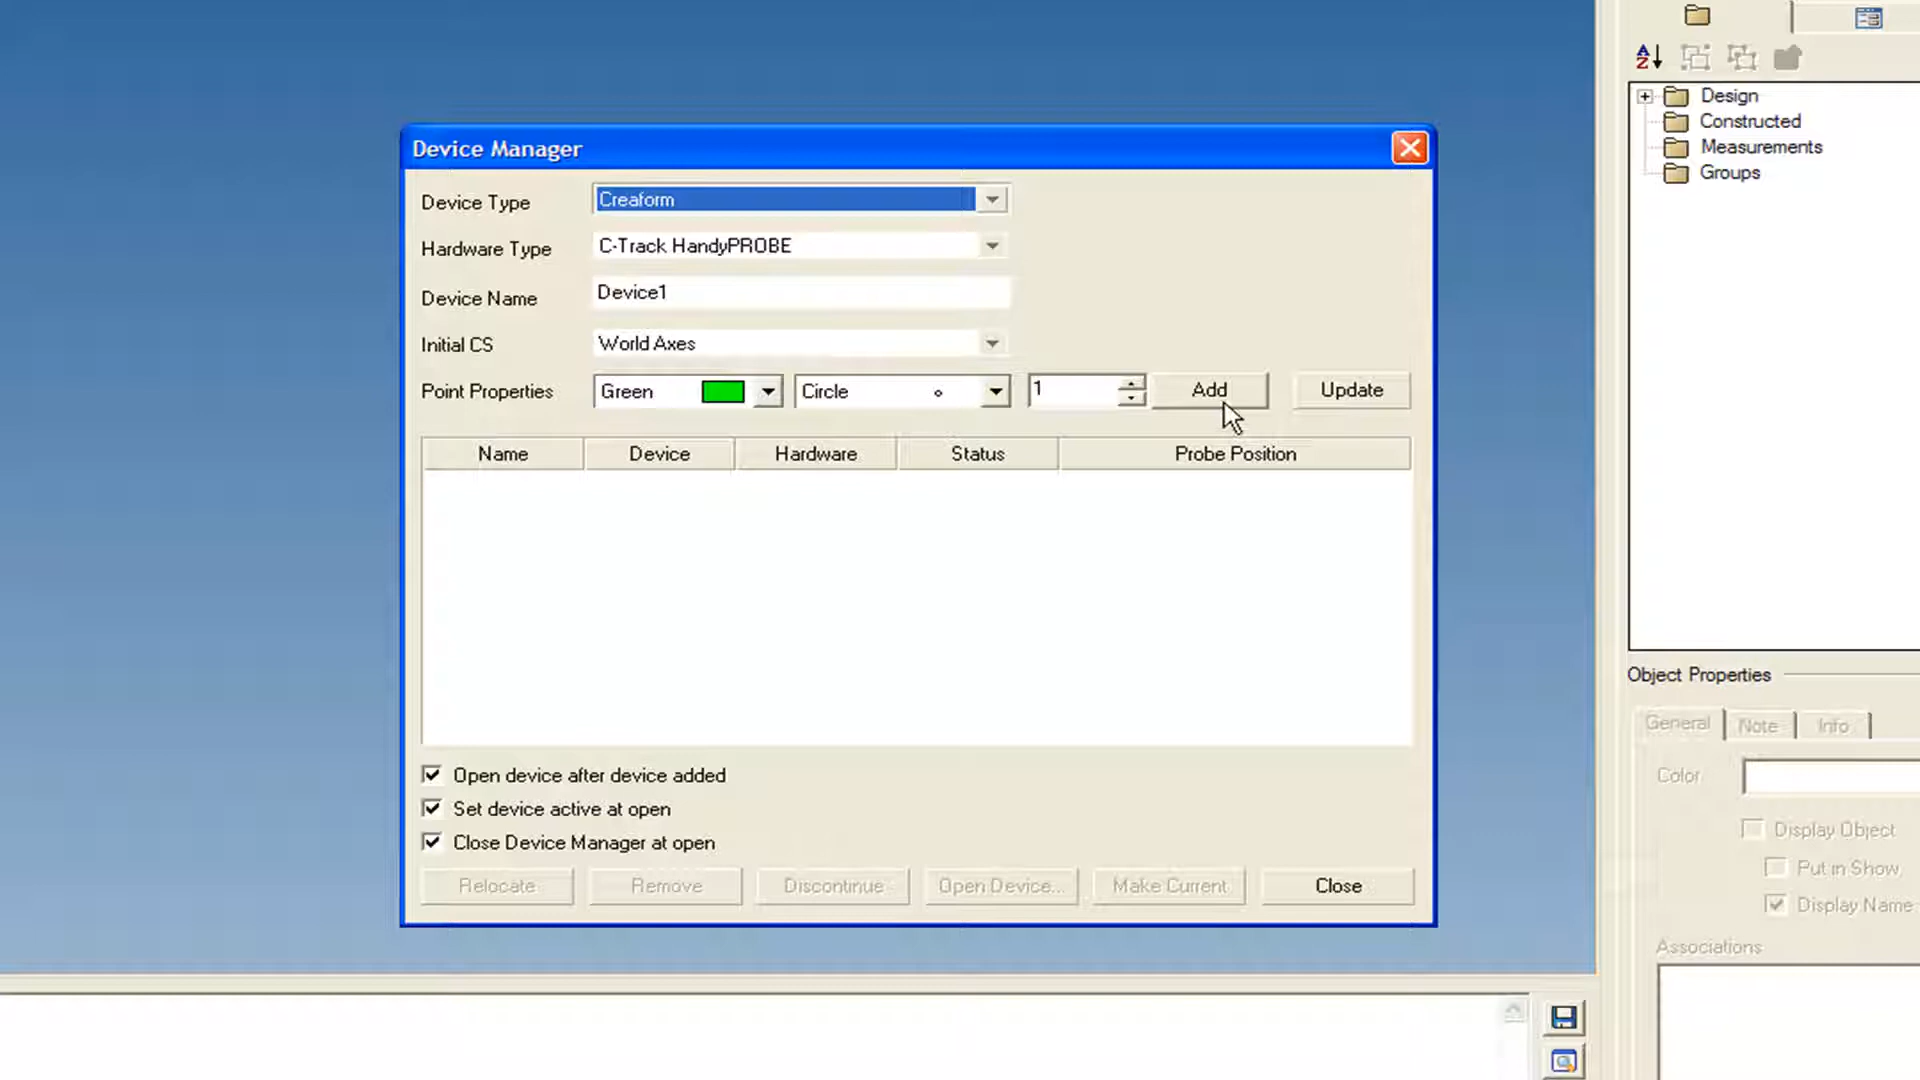 Device Manager
Device Type
Creaform
Hardware Type
C-Track HandyPROBE
Device Name
Device1
Initial CS
World Axes
Point Properties
Green
Circle
1
Add
Update
Name
Device
Hardware
Status
Probe Position
Open device after device added
Set device active at open
Close Device Manager at open
Relocate
Remove
Discontinue
Open Device...
Make Current
Close
A
Z
Design
Constructed
Measurements
Groups
Object Properties
General
Note
Info
Color
Display Object
Put in Show
Display Name
Associations